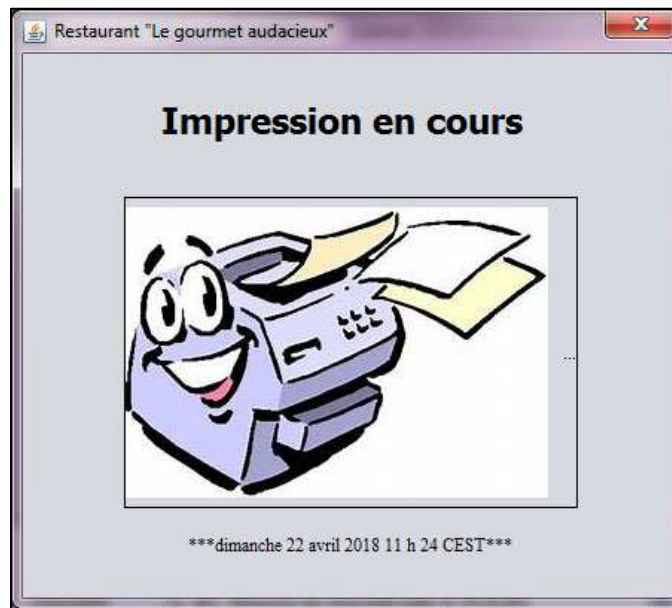 Restaurant "Le gourmet audacieux"
Impression en cours
...
***dimanche 22 avril 2018 11 h 24 CEST***